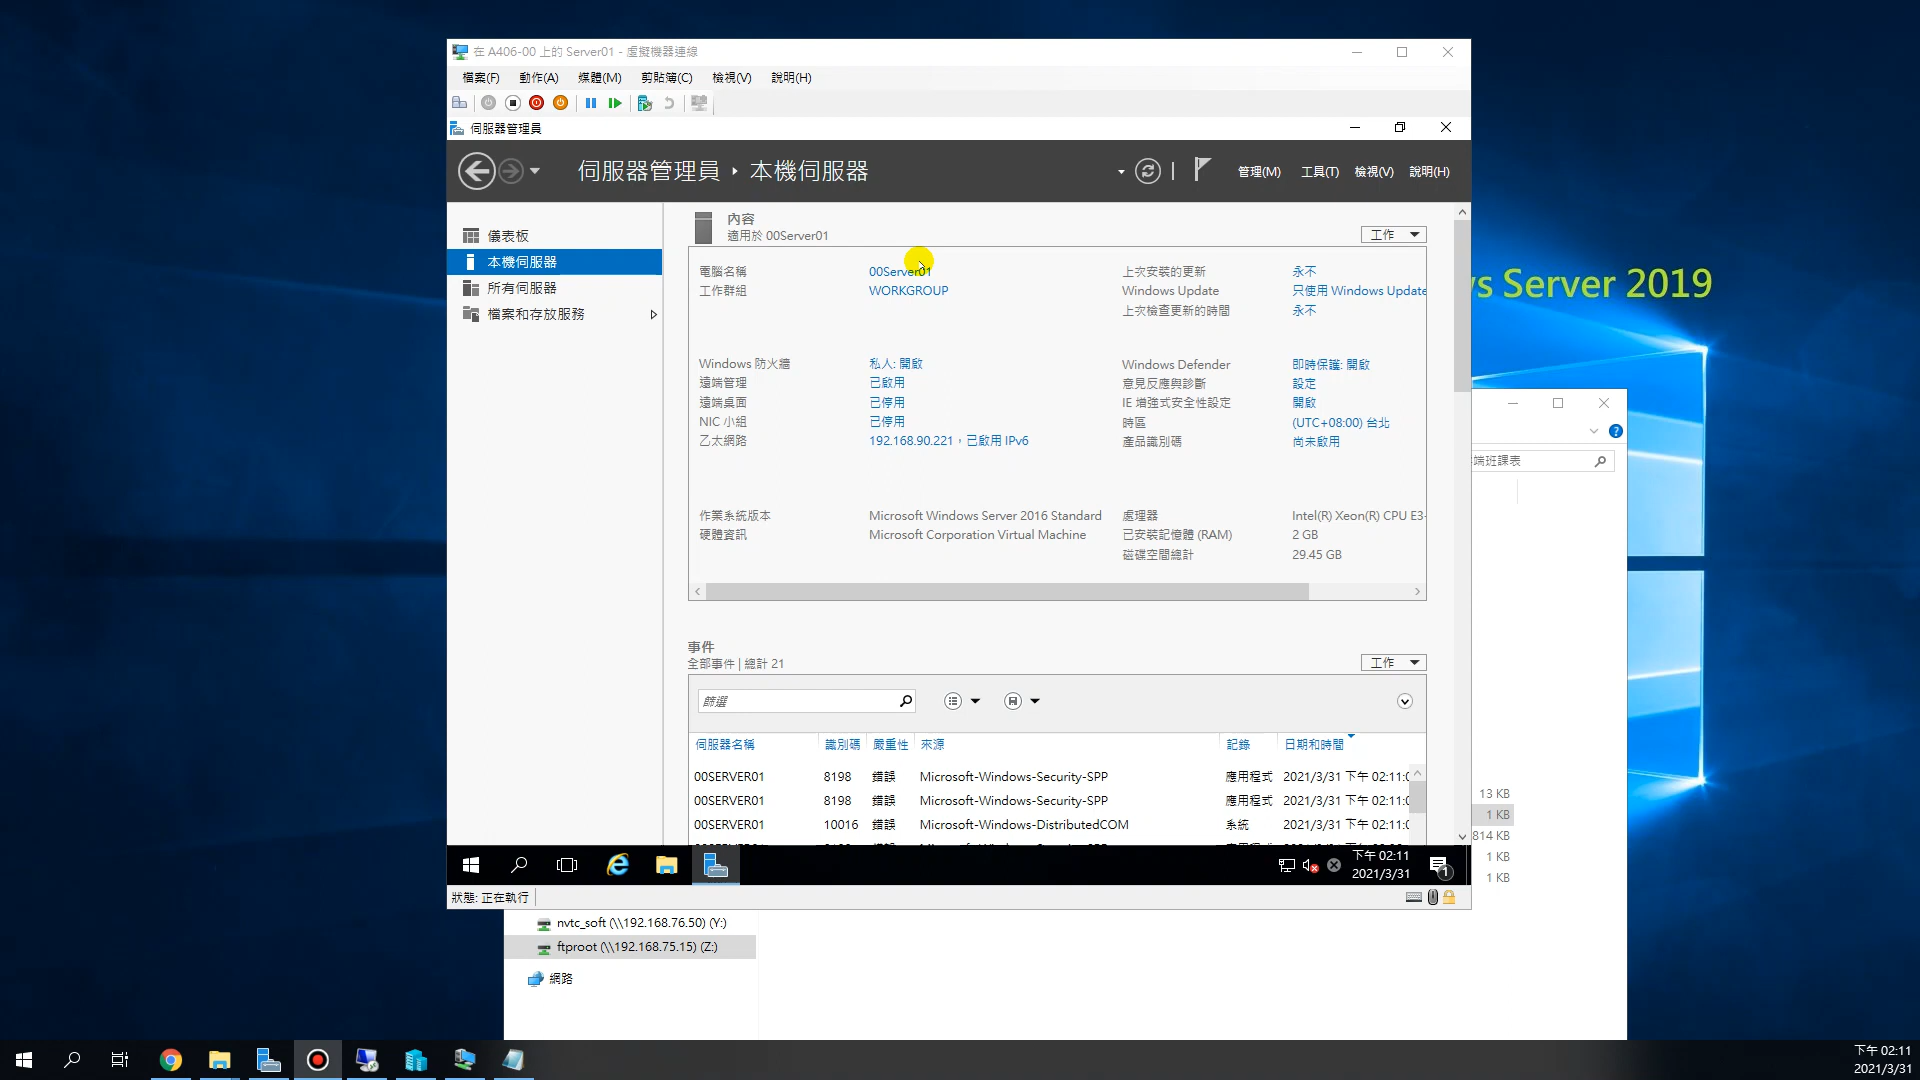 在 A406-00 上的 Server01 - 虛擬機器連線
檔案(F) 動作(A) 媒體(M) 剪貼簿(C) 檢視(V) 說明(H)
伺服器管理員
伺服器管理員 ‣ 本機伺服器
管理(M) 工具(T) 檢視(V) 說明(H)
儀表板
本機伺服器
所有伺服器
檔案和存放服務
內容
適用於 00Server01
工作
電腦名稱 00Server01 上次安裝的更新 永不
工作群組 WORKGROUP Windows Update 只使用 Windows Update
上次檢查更新的時間 永不
Windows 防火牆 私人: 開啟 Windows Defender 即時保護: 開啟
遠端管理 已啟用 意見反應與診斷 設定
遠端桌面 已停用 IE 增強式安全性設定 開啟
NIC 小組 已停用 時區 (UTC+08:00) 台北
乙太網路 192.168.90.221，已啟用 IPv6 產品識別碼 尚未啟用
作業系統版本 Microsoft Windows Server 2016 Standard 處理器 Intel(R) Xeon(R) CPU E3-
硬體資訊 Microsoft Corporation Virtual Machine 已安裝記憶體 (RAM) 2 GB
磁碟空間總計 29.45 GB
事件
全部事件 | 總計 21
工作
篩選
伺服器名稱 識別碼 嚴重性 來源 記錄 日期和時間
00SERVER01 8198 錯誤 Microsoft-Windows-Security-SPP 應用程式 2021/3/31 下午 02:11:0
00SERVER01 8198 錯誤 Microsoft-Windows-Security-SPP 應用程式 2021/3/31 下午 02:11:0
00SERVER01 10016 錯誤 Microsoft-Windows-DistributedCOM 系統 2021/3/31 下午 02:11:0
下午 02:11
2021/3/31
1
狀態: 正在執行
s Server 2019
端班課表
13 KB
1 KB
814 KB
1 KB
1 KB
nvtc_soft (\\192.168.76.50) (Y:)
ftproot (\\192.168.75.15) (Z:)
網路
下午 02:11
2021/3/31